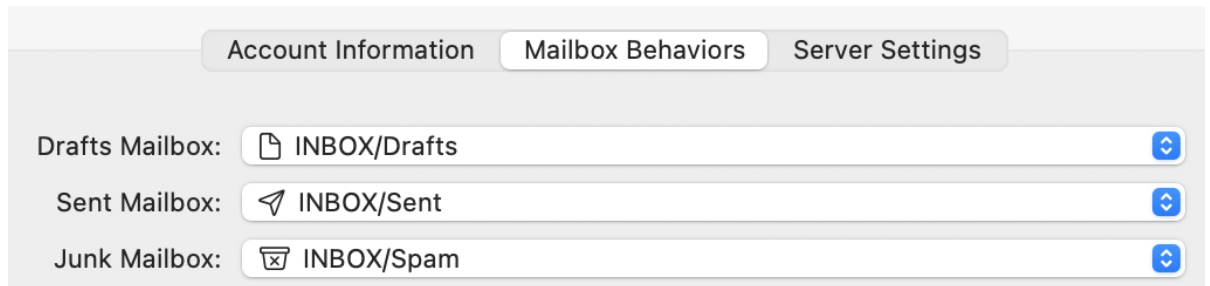 Account Information Mailbox Behaviors Server Settings
Drafts Mailbox: INBOX/Drafts
Sent Mailbox: INBOX/Sent
Junk Mailbox: INBOX/Spam